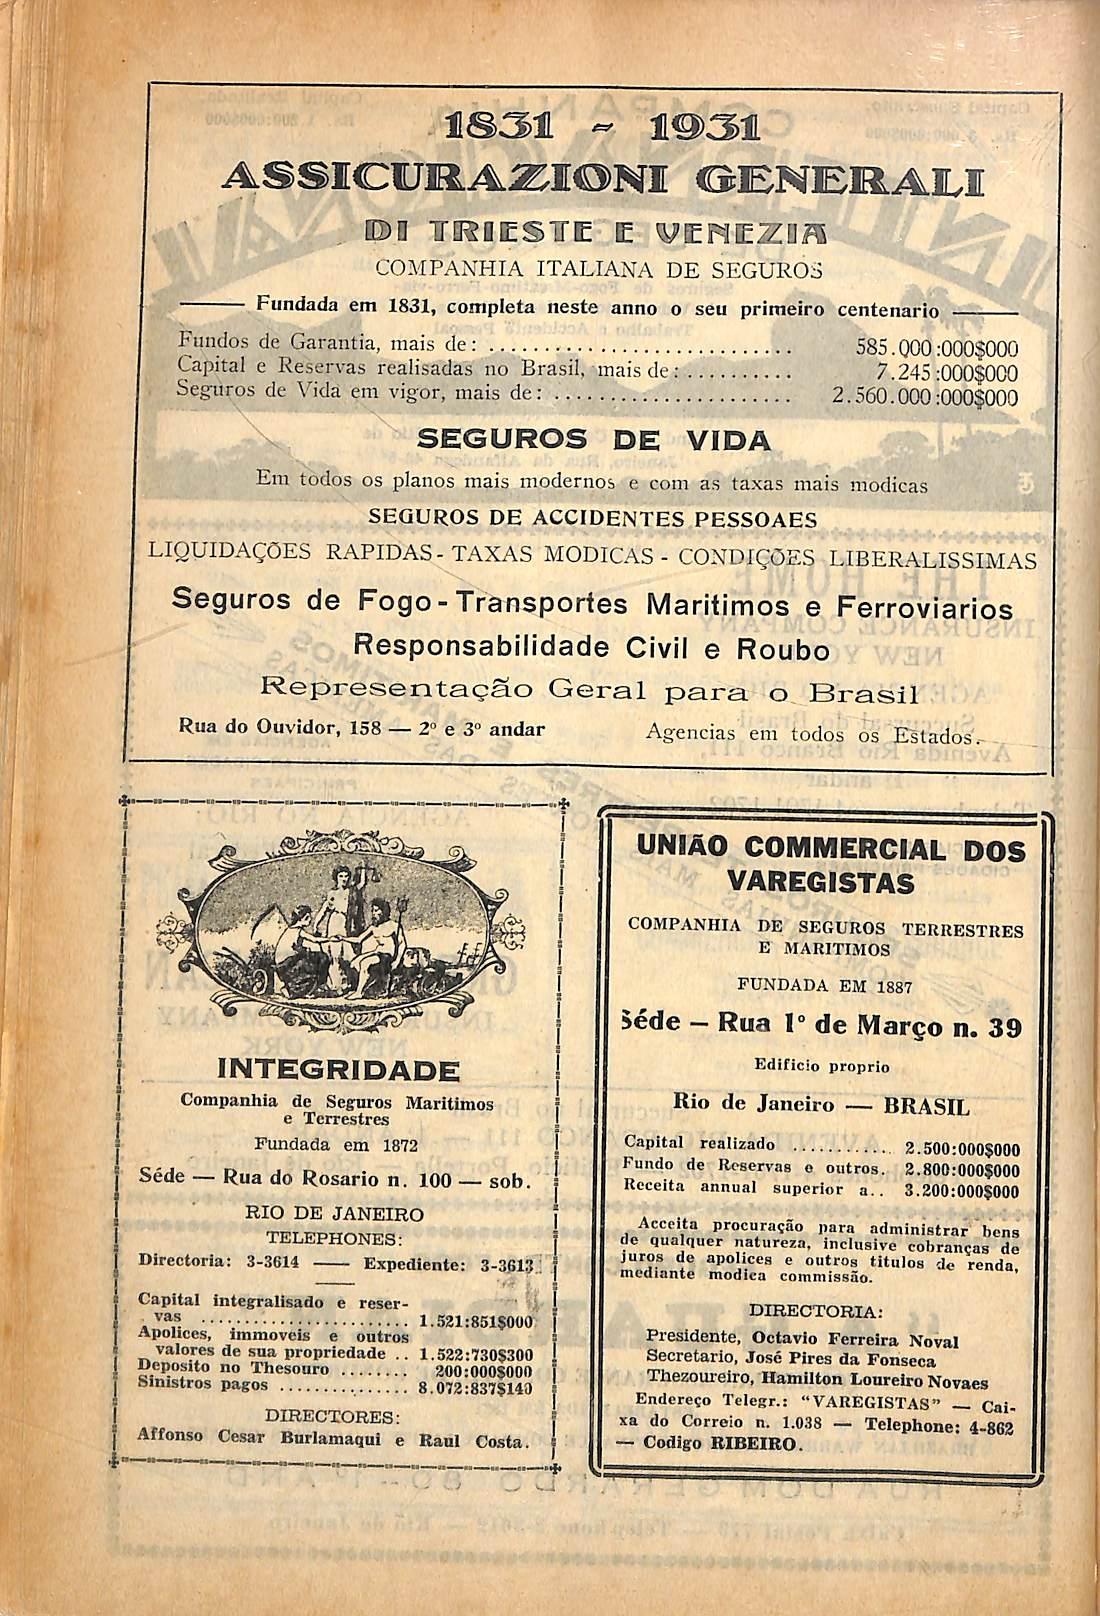 1831 - 1931
ASSICURAZIONI GENERALI
DI TRIESTE E VENEZIA
COMPANHIA ITALIANA DE SEGUROS
Fundada em 1831, completa neste anno o seu primeiro centenario
Fundos de Garantia, mais de: ............................ 585.000:000$000
Capital e Reservas realisadas no Brasil, mais de: .......... 7.245:000$000
Seguros de Vida em vigor, mais de: ...................... 2.560.000:000$000
SEGUROS DE VIDA
Em todos os planos mais modernos e com as taxas mais modicas
SEGUROS DE ACCIDENTES PESSOAES
LIQUIDAÇÕES RAPIDAS - TAXAS MODICAS - CONDIÇÕES LIBERALISSIMAS
Seguros de Fogo - Transportes Maritimos e Ferroviarios
Responsabilidade Civil e Roubo
Representação Geral para o Brasil
Rua do Ouvidor, 158 — 2º e 3º andar Agencias em todos os Estados.
INTEGRIDADE
Companhia de Seguros Maritimos
e Terrestres
Fundada em 1872
Séde — Rua do Rosario n. 100 — sob.
RIO DE JANEIRO
TELEPHONES:
Directoria: 3-3614 — Expediente: 3-3613
Capital integralisado e reser-
vas ........................ 1.521:851$000
Apolices, immoveis e outros
valores de sua propriedade .. 1.522:730$300
Deposito no Thesouro ........ 200:000$000
Sinistros pagos ............... 8.072:837$140
DIRECTORES:
Affonso Cesar Burlamaqui e Raul Costa.
UNIÃO COMMERCIAL DOS
VAREGISTAS
COMPANHIA DE SEGUROS TERRESTRES
E MARITIMOS
FUNDADA EM 1887
Séde — Rua 1º de Março n. 39
Edificio proprio
Rio de Janeiro — BRASIL
Capital realizado ........... 2.500:000$000
Fundo de Reservas e outros. 2.800:000$000
Receita annual superior a.. 3.200:000$000
Acceita procuração para administrar bens
de qualquer natureza, inclusive cobranças de
juros de apolices e outros titulos de renda,
mediante modica commissão.
DIRECTORIA:
Presidente, Octavio Ferreira Noval
Secretario, José Pires da Fonseca
Thezoureiro, Hamilton Loureiro Novaes
Endereço Telegr.: "VAREGISTAS" — Cai-
xa do Correio n. 1.038 — Telephone: 4-862
— Codigo RIBEIRO.